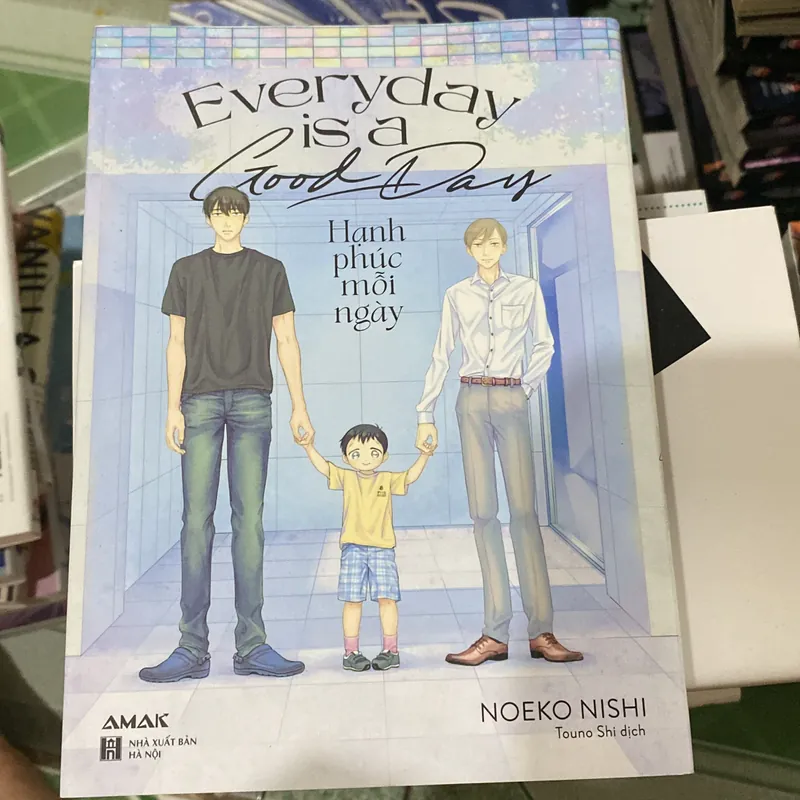 Everyday
is a
Good Day
Hạnh
phúc
mỗi
ngày
NOEKO NISHI
Touno Shi dịch
AMAK
NHÀ XUẤT BẢN
HÀ NỘI